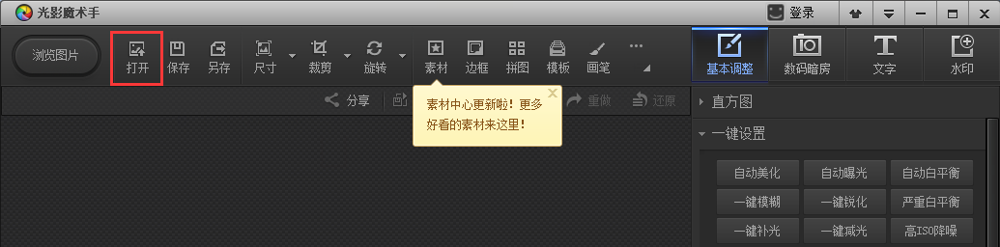 光影魔术手
登录
浏览图片
打开
保存
另存
尺寸
裁剪
旋转
素材
边框
拼图
模板
画笔
基本调整
数码暗房
文字
水印
分享
素材中心更新啦！更多
好看的素材来这里！
重做
还原
直方图
一键设置
自动美化
自动曝光
自动白平衡
一键模糊
一键锐化
严重白平衡
一键补光
一键减光
高ISO降噪